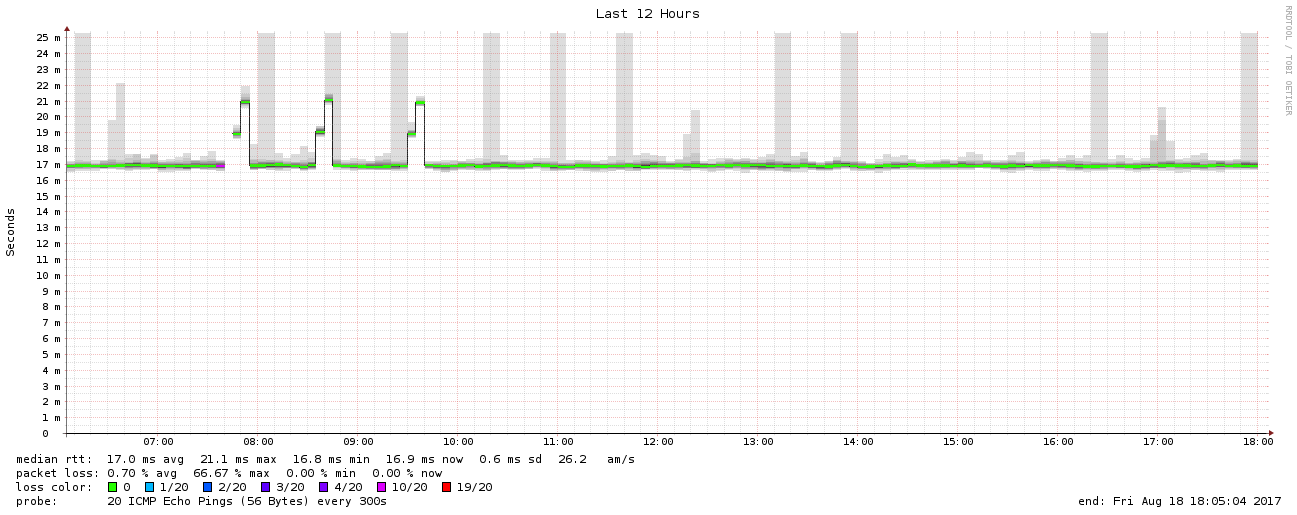 Last 12 Hours
RRDTOOL / TOBI OETIKER
25 m
24 m
23 m
22 m
21 m
20 m
19 m
18 m
17 m
16 m
15 m
14 m
13 m
12 m
11 m
10 m
9 m
8 m
7 m
6 m
5 m
4 m
3 m
2 m
1 m
0
Seconds
07:00 08:00 09:00 10:00 11:00 12:00 13:00 14:00 15:00 16:00 17:00 18:00
median rtt: 17.0 ms avg 21.1 ms max 16.8 ms min 16.9 ms now 0.6 ms sd 26.2 am/s
packet loss: 0.70 % avg 66.67 % max 0.00 % min 0.00 % now
loss color: 0 1/20 2/20 3/20 4/20 10/20 19/20
probe: 20 ICMP Echo Pings (56 Bytes) every 300s
end: Fri Aug 18 18:05:04 2017